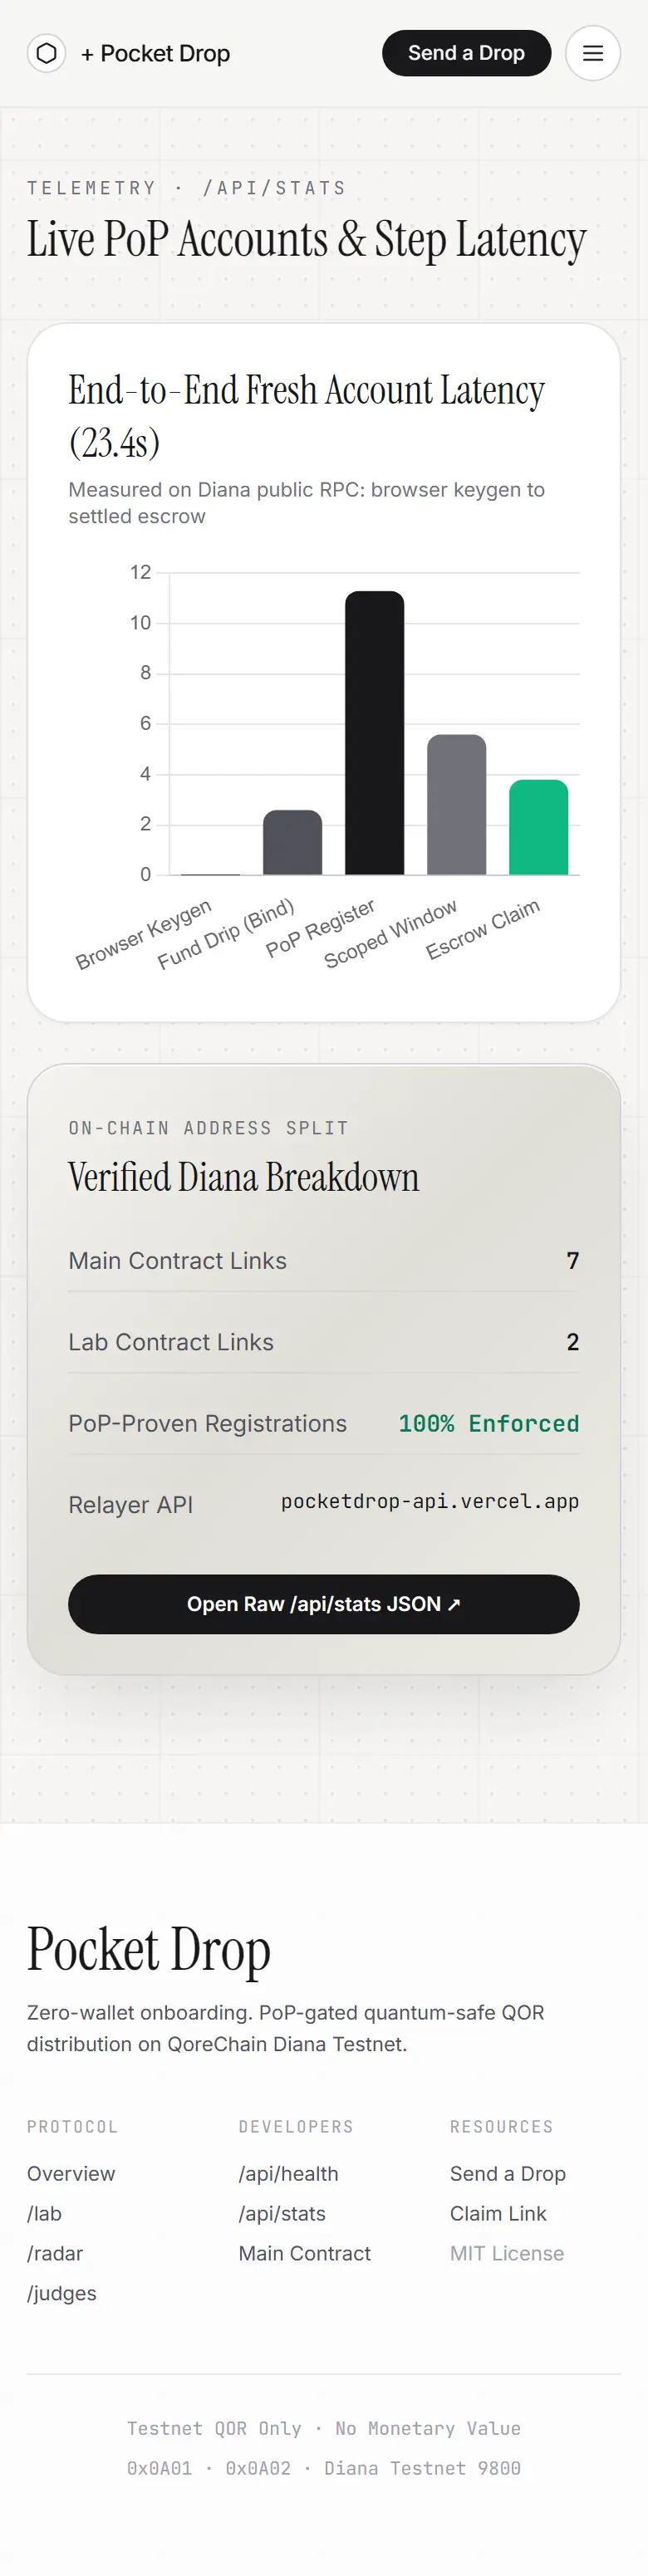 + Pocket Drop
Send a Drop
TELEMETRY · /API/STATS
Live PoP Accounts & Step Latency
End-to-End Fresh Account Latency
(23.4s)
Measured on Diana public RPC: browser keygen to
settled escrow
12
10
8
6
4
2
0
Browser Keygen
Fund Drip (Bind)
PoP Register
Scoped Window
Escrow Claim
ON-CHAIN ADDRESS SPLIT
Verified Diana Breakdown
Main Contract Links 7
Lab Contract Links 2
PoP-Proven Registrations 100% Enforced
Relayer API pocketdrop-api.vercel.app
Open Raw /api/stats JSON ↗
Pocket Drop
Zero-wallet onboarding. PoP-gated quantum-safe QOR
distribution on QoreChain Diana Testnet.
PROTOCOL
Overview
/lab
/radar
/judges
DEVELOPERS
/api/health
/api/stats
Main Contract
RESOURCES
Send a Drop
Claim Link
MIT License
Testnet QOR Only · No Monetary Value
0x0A01 · 0x0A02 · Diana Testnet 9800